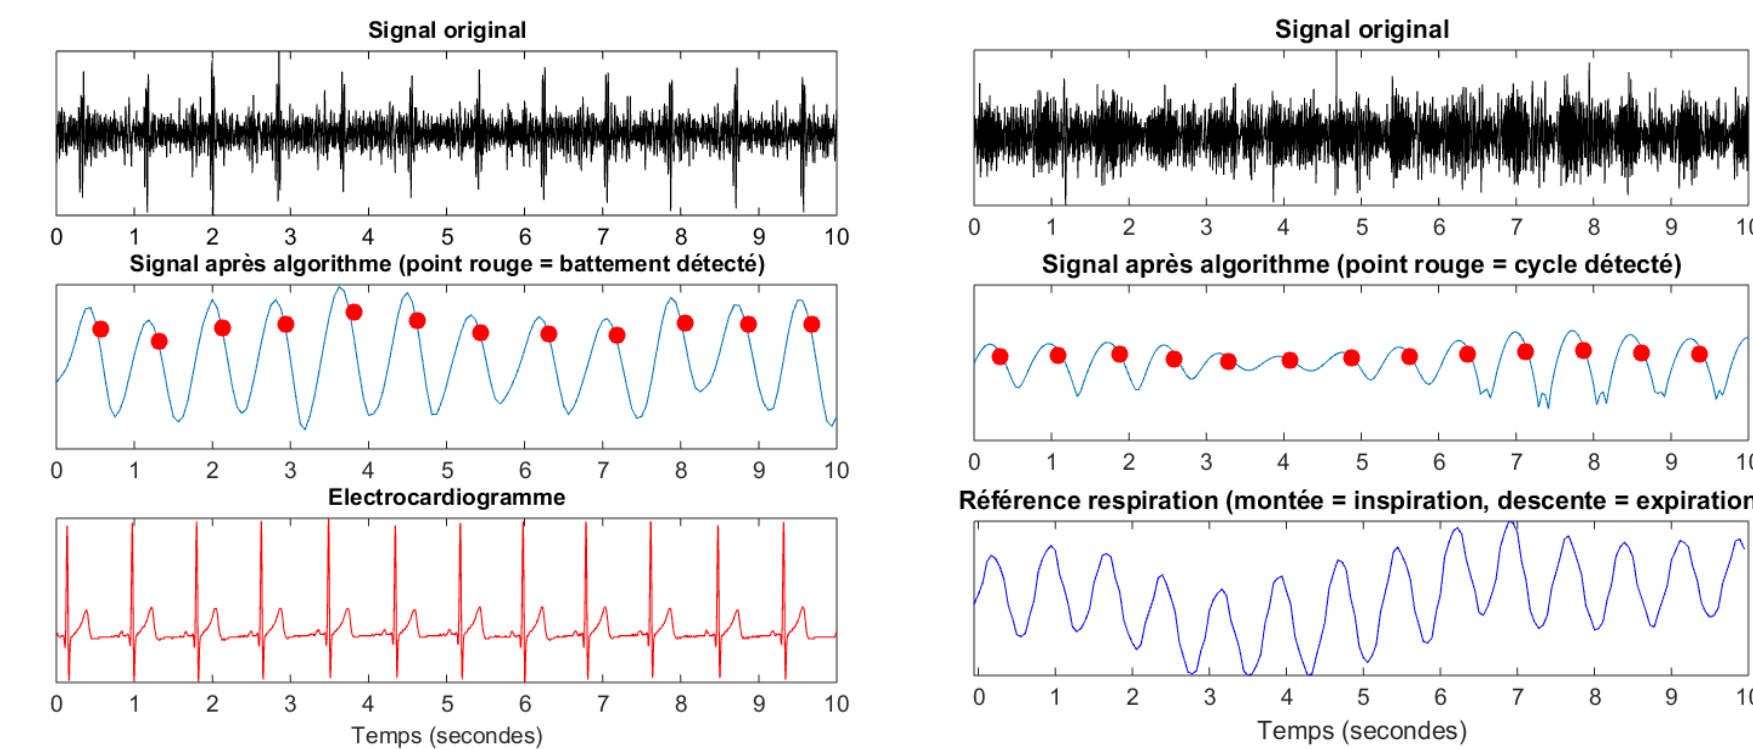 Signal original
0 1 2 3 4 5 6 7 8 9 10
Signal après algorithme (point rouge = battement détecté)
0 1 2 3 4 5 6 7 8 9 10
Electrocardiogramme
0 1 2 3 4 5 6 7 8 9 10
Temps (secondes)
Signal original
0 1 2 3 4 5 6 7 8 9 10
Signal après algorithme (point rouge = cycle détecté)
0 1 2 3 4 5 6 7 8 9 10
Référence respiration (montée = inspiration, descente = expiration
0 1 2 3 4 5 6 7 8 9 10
Temps (secondes)